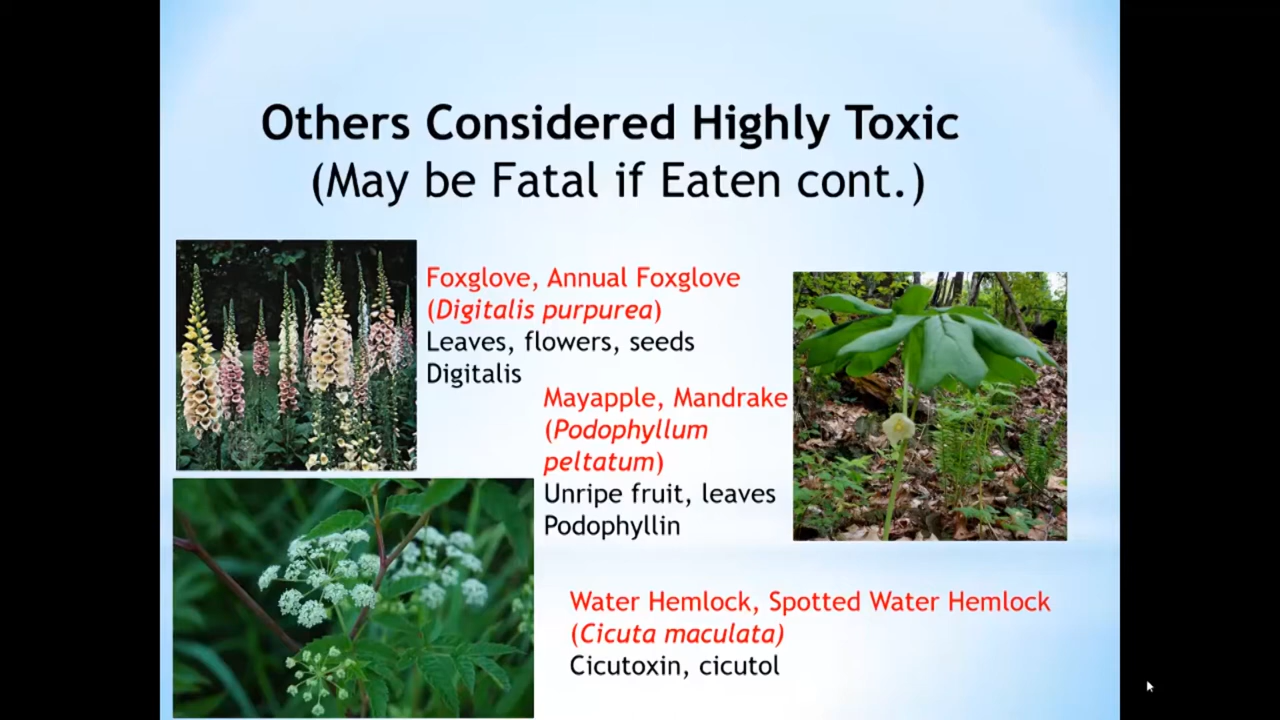 Others Considered Highly Toxic
(May be Fatal if Eaten cont.)
Foxglove, Annual Foxglove
(Digitalis purpurea)
Leaves, flowers, seeds
Digitalis
Mayapple, Mandrake
(Podophyllum
peltatum)
Unripe fruit, leaves
Podophyllin
Water Hemlock, Spotted Water Hemlock
(Cicuta maculata)
Cicutoxin, cicutol